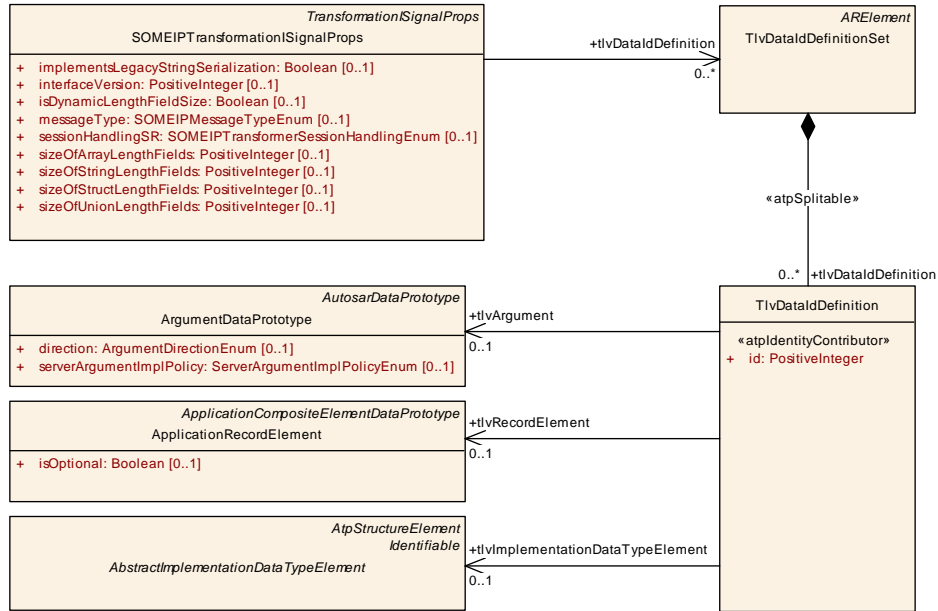 TransformationISignalProps
SOMEIPTransformationISignalProps
+ implementsLegacyStringSerialization: Boolean [0..1]
+ interfaceVersion: PositiveInteger [0..1]
+ isDynamicLengthFieldSize: Boolean [0..1]
+ messageType: SOMEIPMessageTypeEnum [0..1]
+ sessionHandlingSR: SOMEIPTransformerSessionHandlingEnum [0..1]
+ sizeOfArrayLengthFields: PositiveInteger [0..1]
+ sizeOfStringLengthFields: PositiveInteger [0..1]
+ sizeOfStructLengthFields: PositiveInteger [0..1]
+ sizeOfUnionLengthFields: PositiveInteger [0..1]
+tlvDataIdDefinition
0..*
ARElement
TlvDataIdDefinitionSet
«atpSplitable»
0..* +tlvDataIdDefinition
AutosarDataPrototype
ArgumentDataPrototype
+ direction: ArgumentDirectionEnum [0..1]
+ serverArgumentImplPolicy: ServerArgumentImplPolicyEnum [0..1]
+tlvArgument
0..1
TlvDataIdDefinition
«atpIdentityContributor»
+ id: PositiveInteger
ApplicationCompositeElementDataPrototype
ApplicationRecordElement
+ isOptional: Boolean [0..1]
+tlvRecordElement
0..1
AtpStructureElement
Identifiable
AbstractImplementationDataTypeElement
+tlvImplementationDataTypeElement
0..1